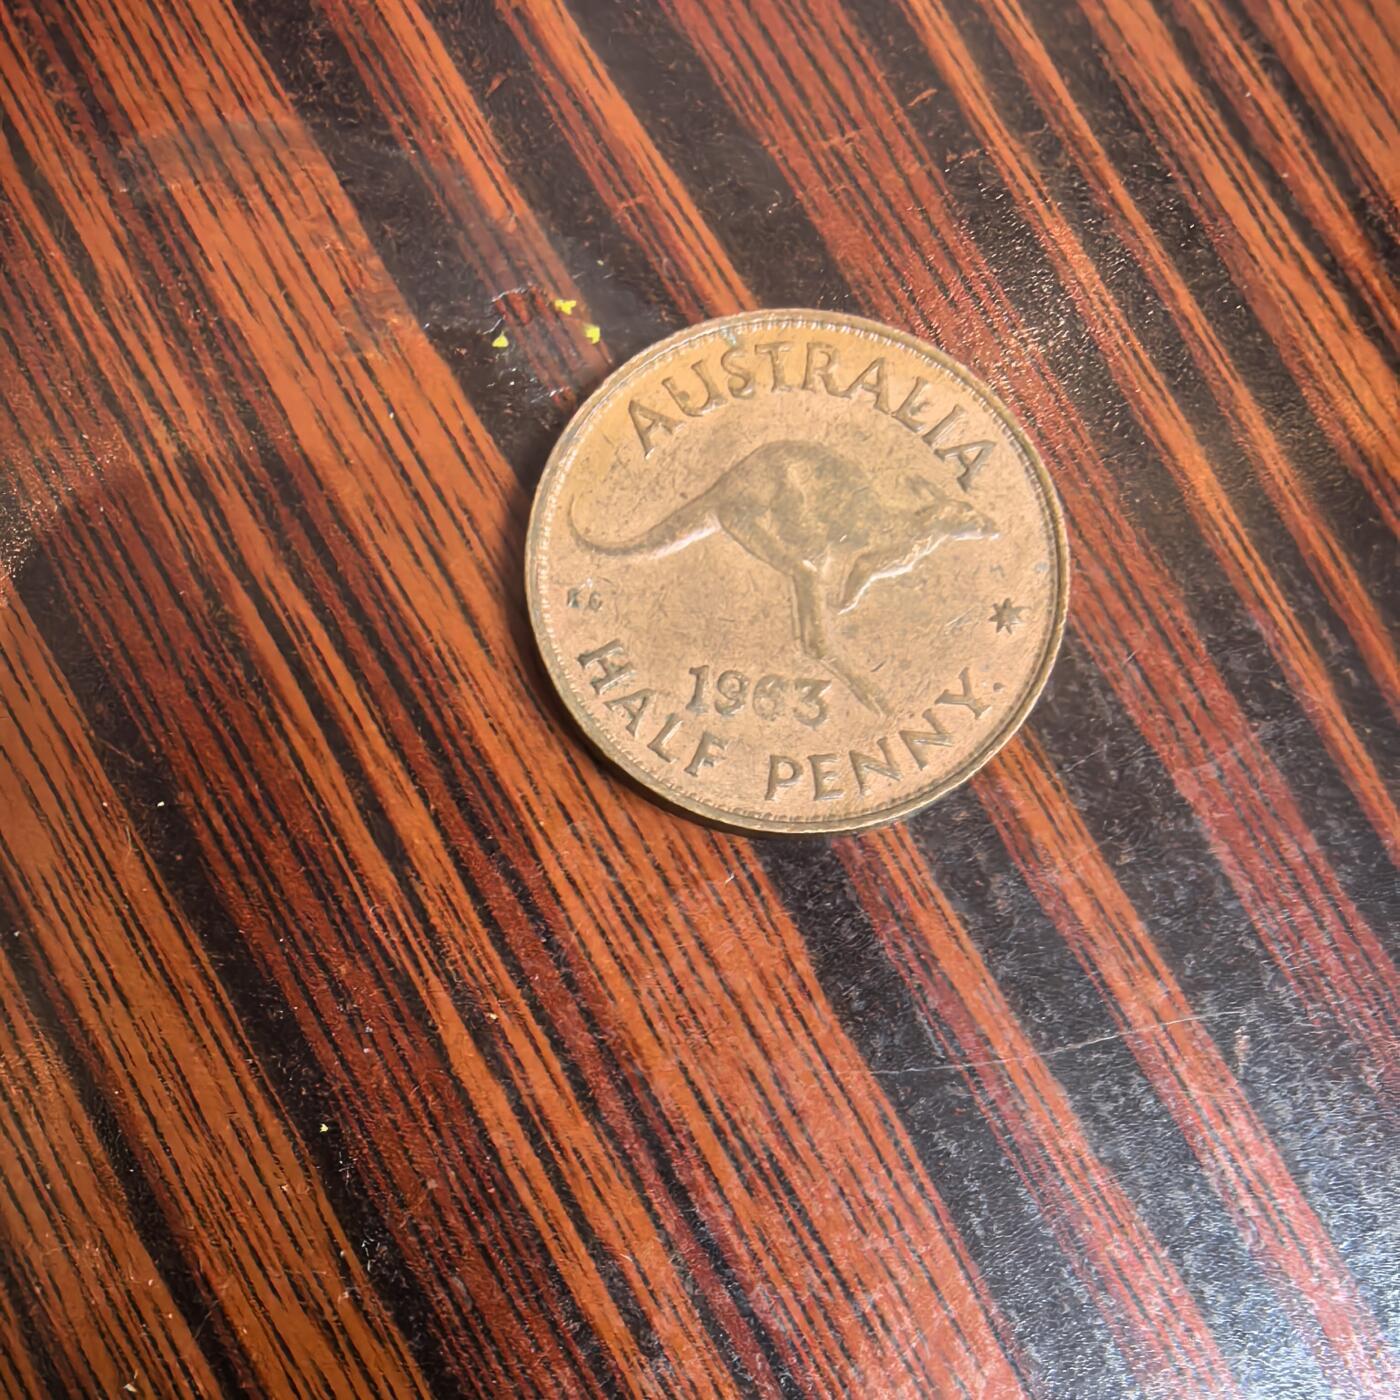 AUSTRALIA
K G
1963
HALF PENNY.